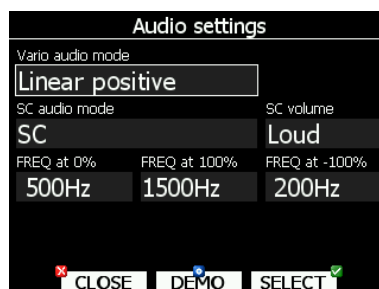 Audio settings
Vario audio mode
Linear positive
SC audio mode SC volume
SC Loud
FREQ at 0% FREQ at 100% FREQ at -100%
500Hz 1500Hz 200Hz
CLOSE DEMO SELECT